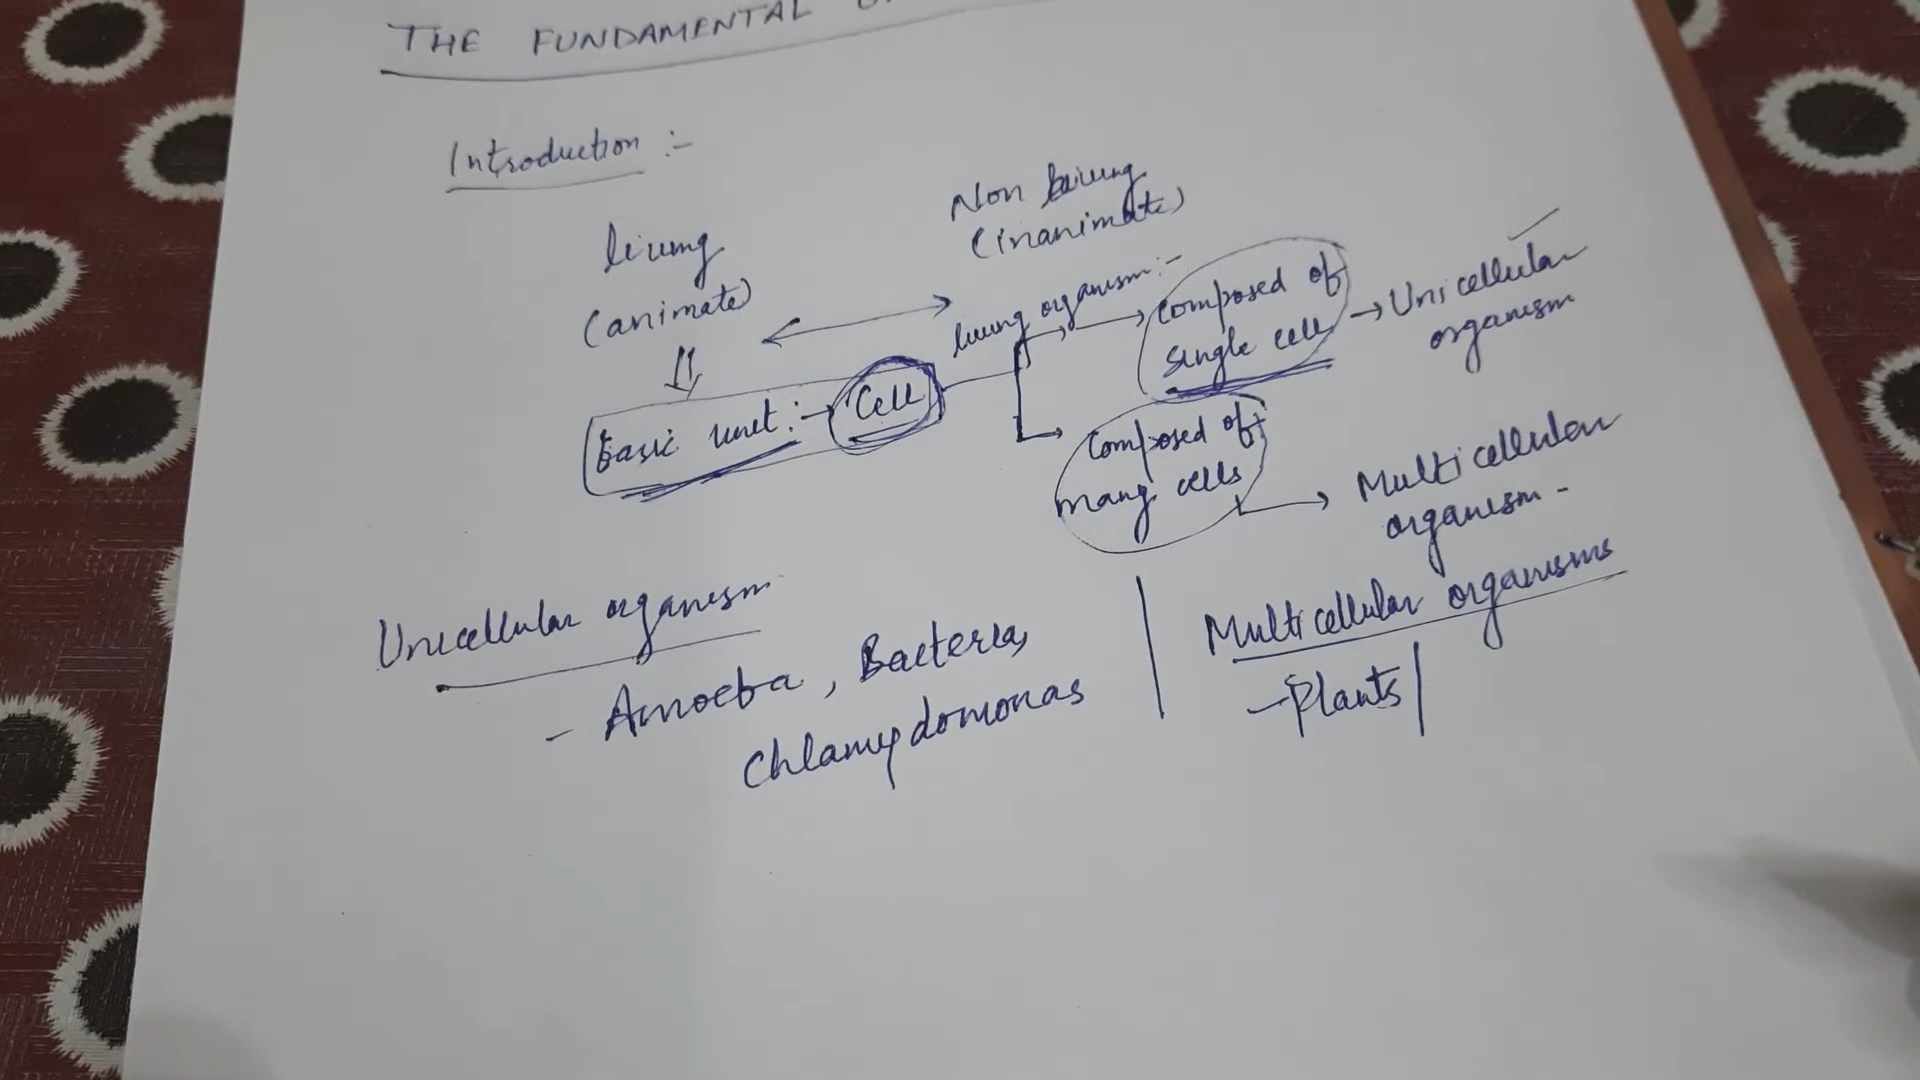 THE FUNDAMENTAL
Introduction :-
living
(animate)
Non living
(inanimate)
Basic unit :- Cell
living organism :-
Composed of
single cell
Unicellular
organism
Composed of
many cells
Multicellular
organism -
Unicellular organism
- Amoeba, Bacteria,
Chlamydomonas
Multicellular organisms
- Plants |